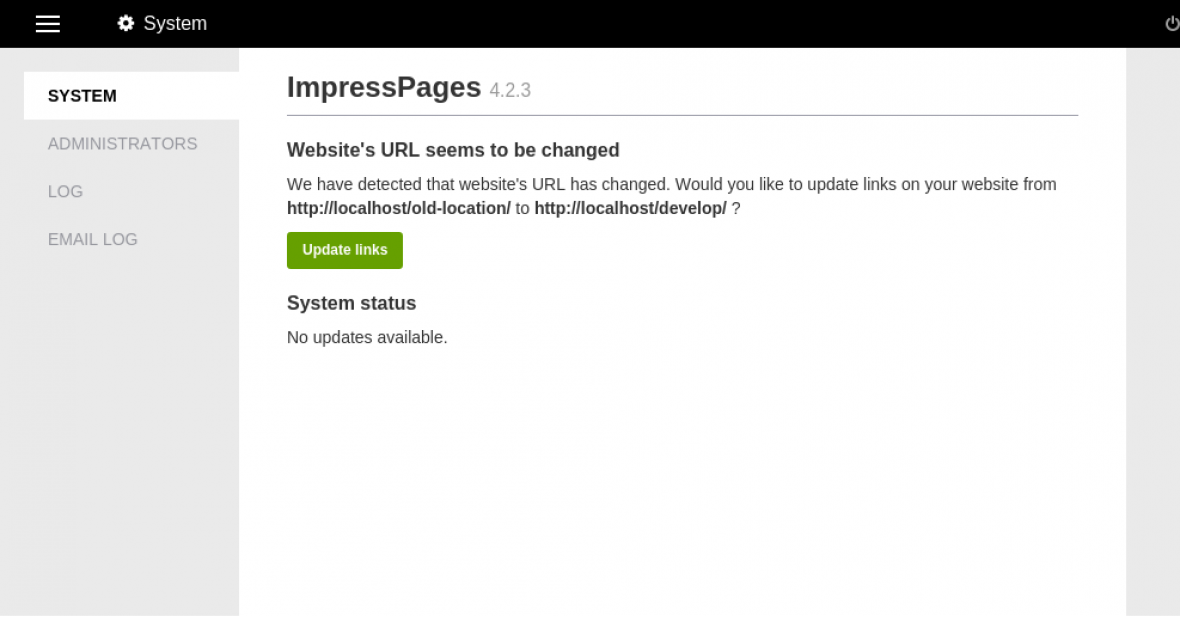 System
SYSTEM
ADMINISTRATORS
LOG
EMAIL LOG
ImpressPages 4.2.3
Website's URL seems to be changed
We have detected that website's URL has changed. Would you like to update links on your website from
http://localhost/old-location/ to http://localhost/develop/ ?
Update links
System status
No updates available.